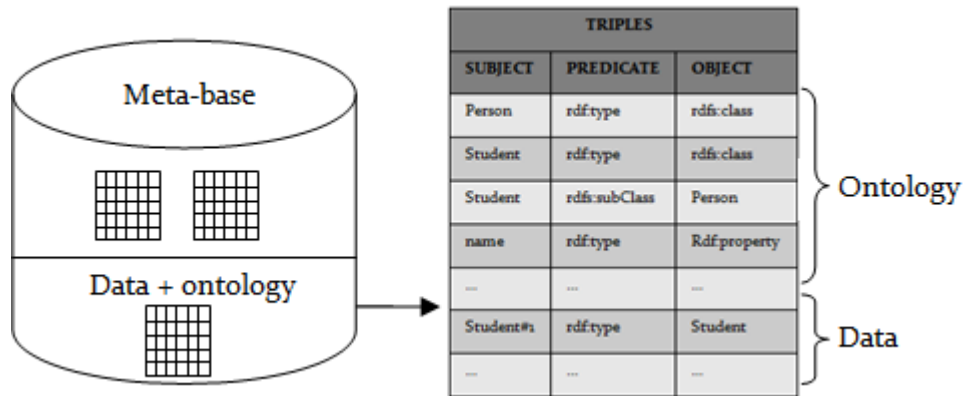 Meta-base
Data + ontology
TRIPLES
SUBJECT PREDICATE OBJECT
Person rdf:type rdfs:class
Student rdf:type rdfs:class
Student rdfs:subClass Person
name rdf:type Rdf:property
... ... ...
Student#1 rdf:type Student
... ... ...
Ontology
Data